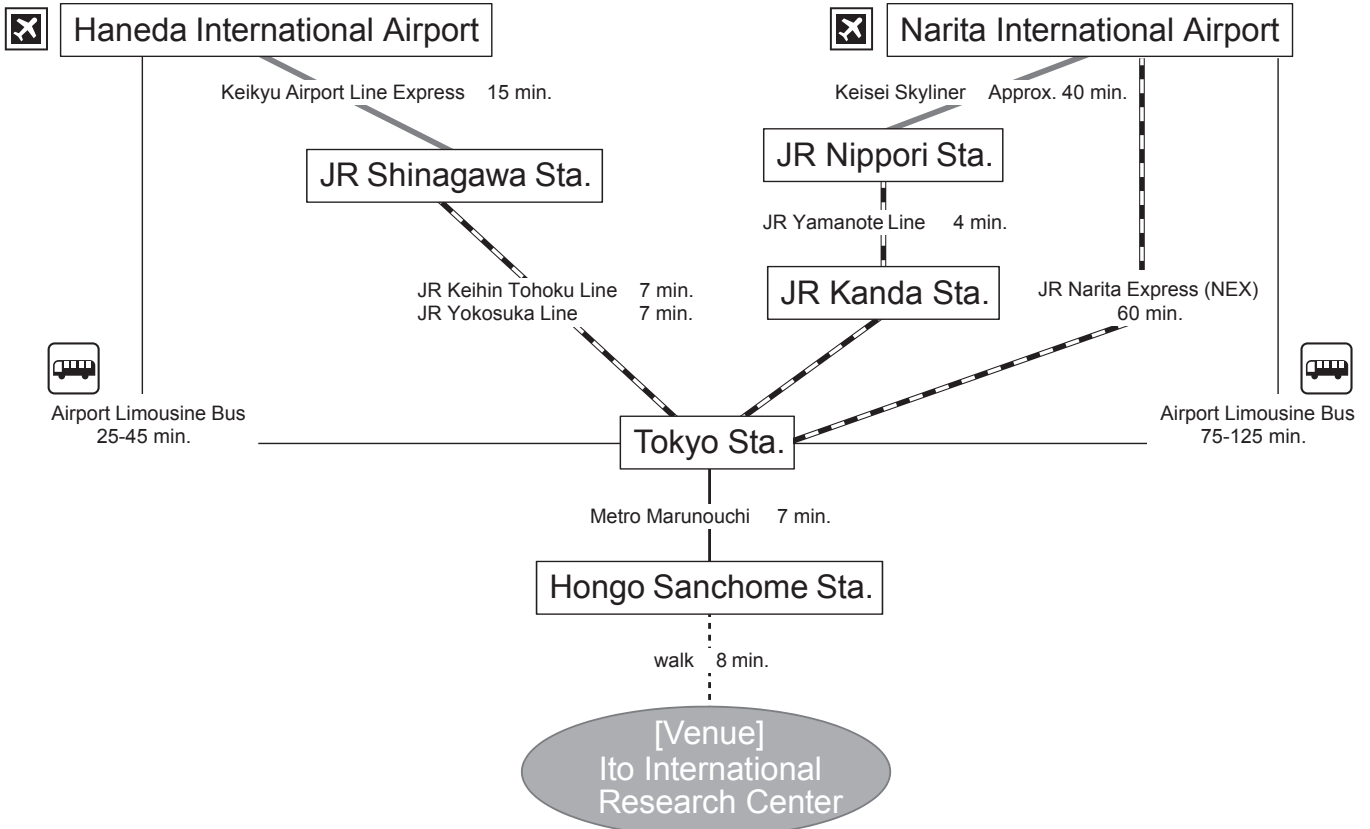 Haneda International Airport
Narita International Airport
Keikyu Airport Line Express 15 min.
Keisei Skyliner Approx. 40 min.
JR Shinagawa Sta.
JR Nippori Sta.
JR Yamanote Line 4 min.
JR Keihin Tohoku Line 7 min.
JR Yokosuka Line 7 min.
JR Kanda Sta.
JR Narita Express (NEX)
60 min.
Airport Limousine Bus
25-45 min.
Tokyo Sta.
Airport Limousine Bus
75-125 min.
Metro Marunouchi 7 min.
Hongo Sanchome Sta.
walk 8 min.
[Venue]
Ito International
Research Center